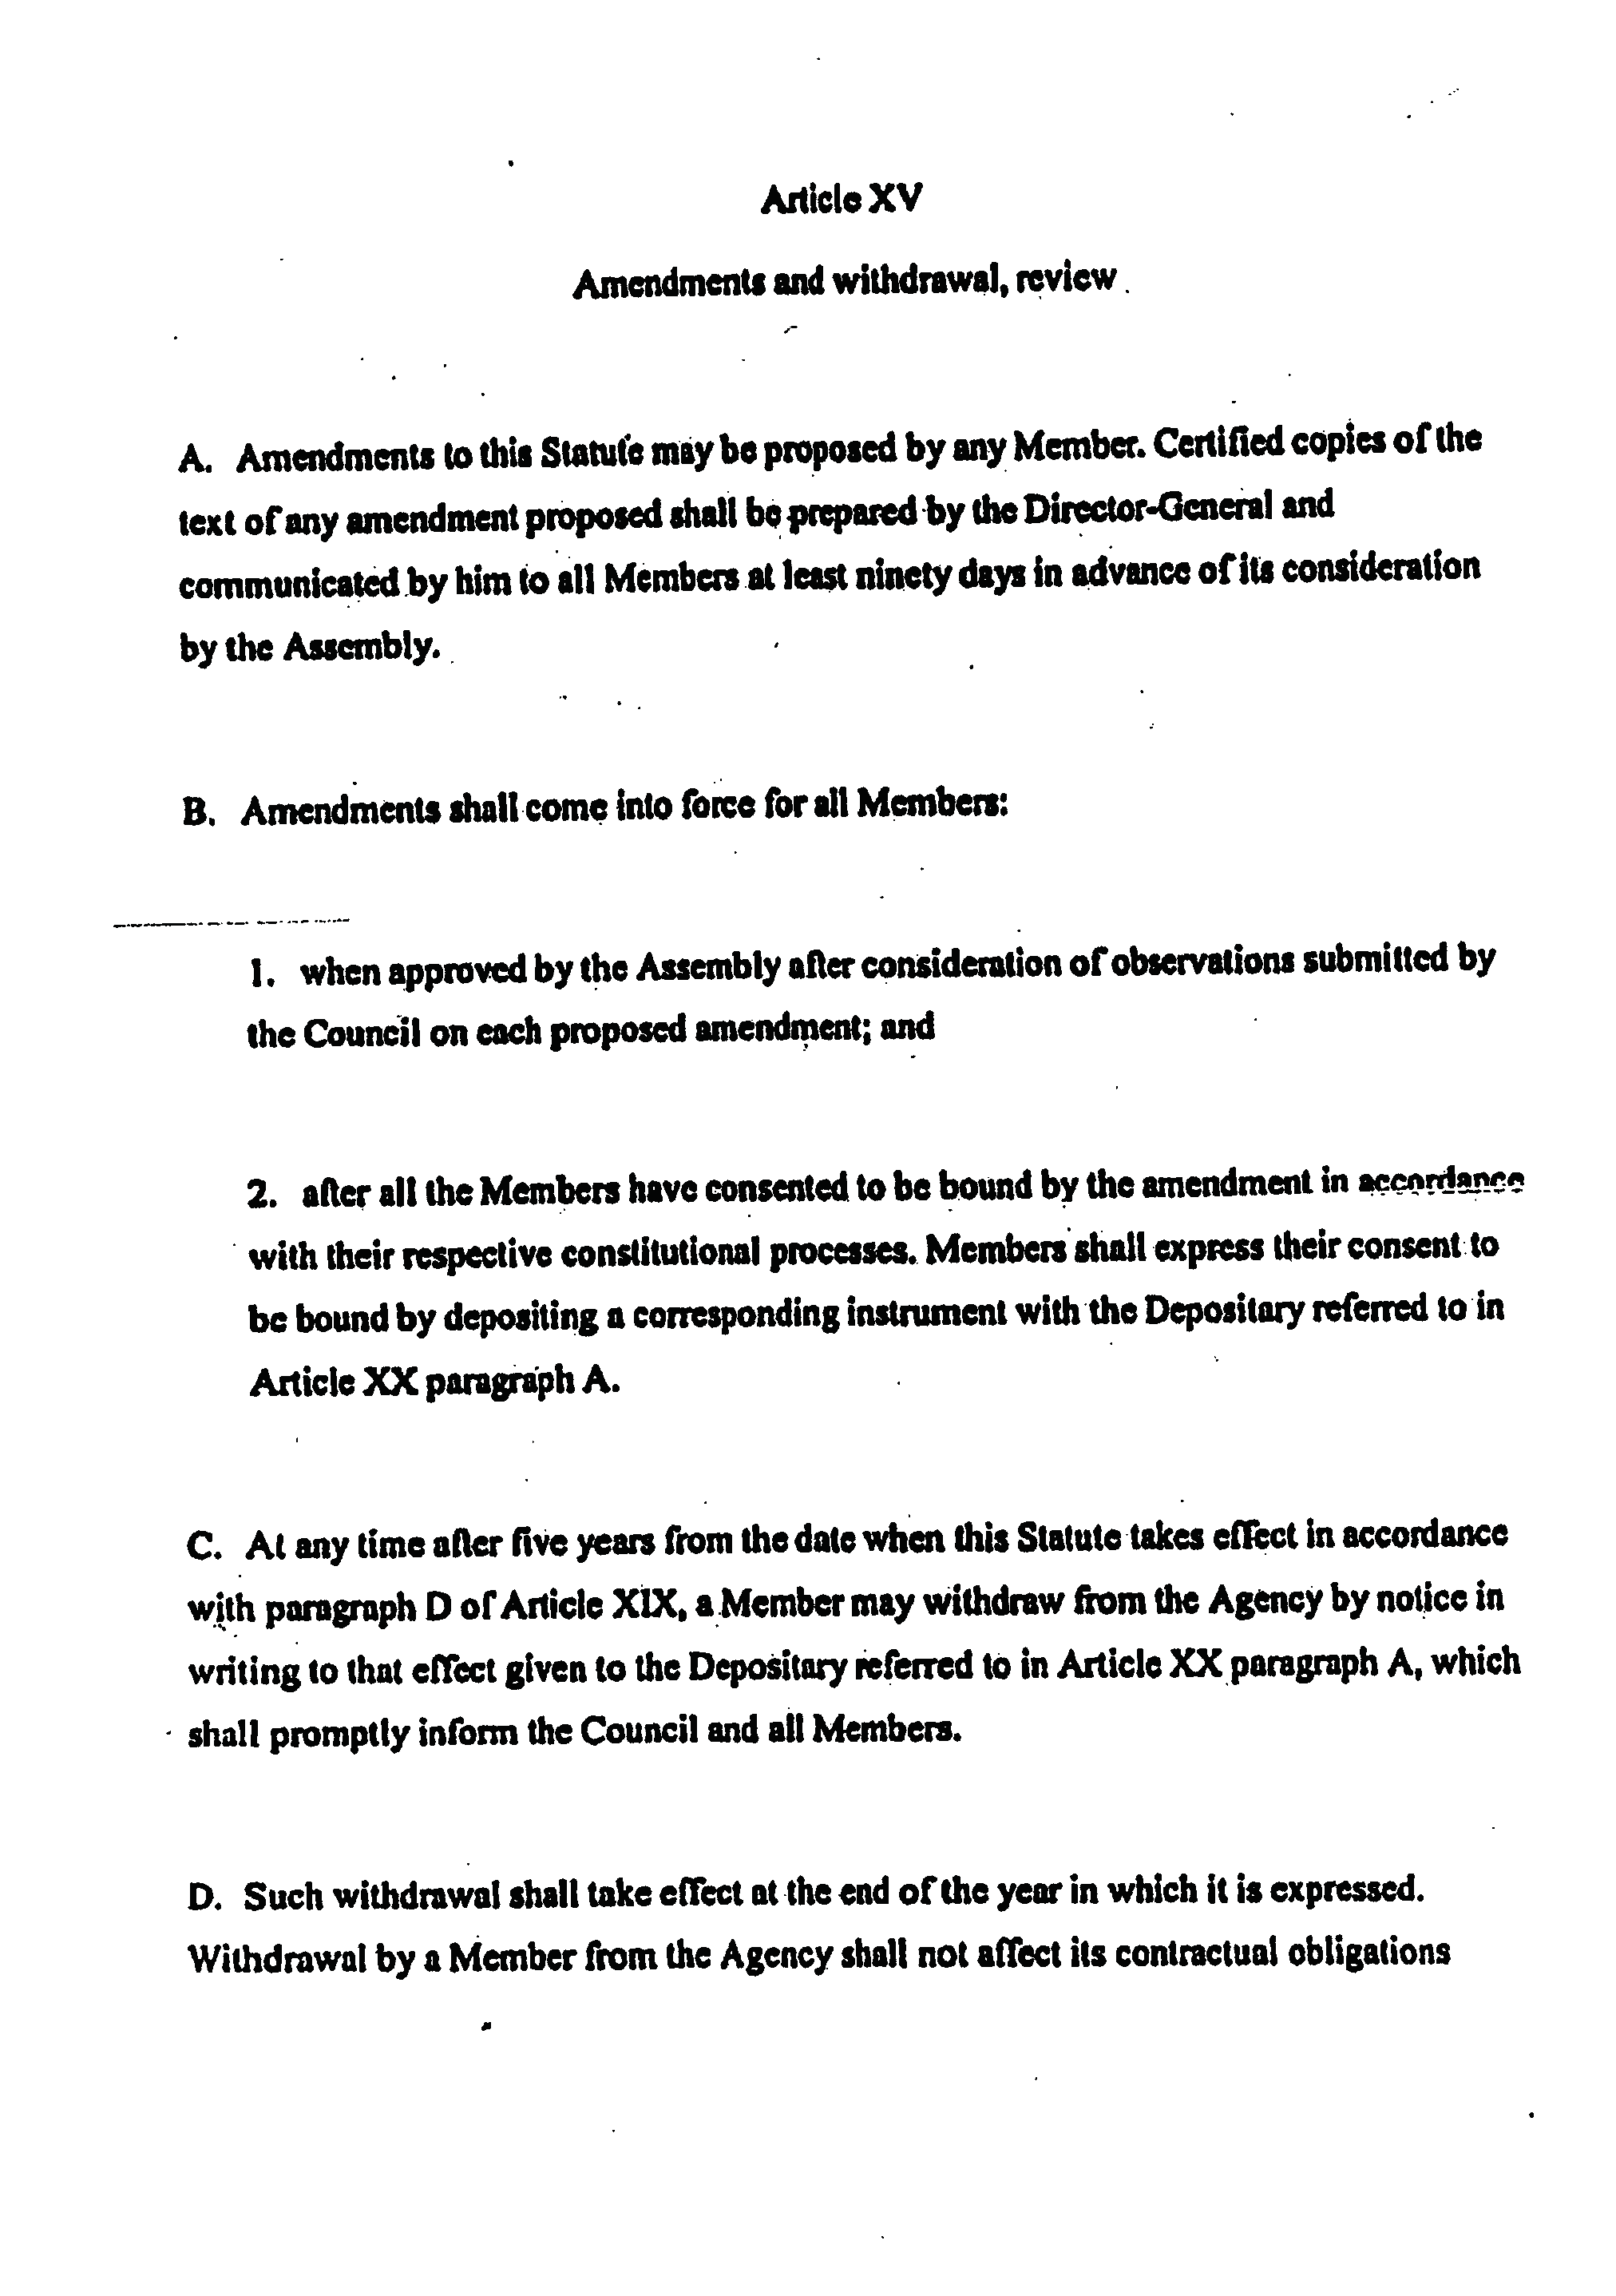 Article XV
Amendments and withdrawal, review
A. Amendments to this Statute may be proposed by any Member. Certified copies of the
text of any amendment proposed shall be prepared by the Director-General and
communicated by him to all Members at least ninety days in advance of its consideration
by the Assembly.
B. Amendments shall come into force for all Members:
1. when approved by the Assembly after consideration of observations submitted by
the Council on each proposed amendment; and
2. after all the Members have consented to be bound by the amendment in accordance
with their respective constitutional processes. Members shall express their consent to
be bound by depositing a corresponding instrument with the Depositary referred to in
Article XX paragraph A.
C. At any time after five years from the date when this Statute takes effect in accordance
with paragraph D of Article XIX, a Member may withdraw from the Agency by notice in
writing to that effect given to the Depositary referred to in Article XX paragraph A, which
shall promptly inform the Council and all Members.
D. Such withdrawal shall take effect at the end of the year in which it is expressed.
Withdrawal by a Member from the Agency shall not affect its contractual obligations